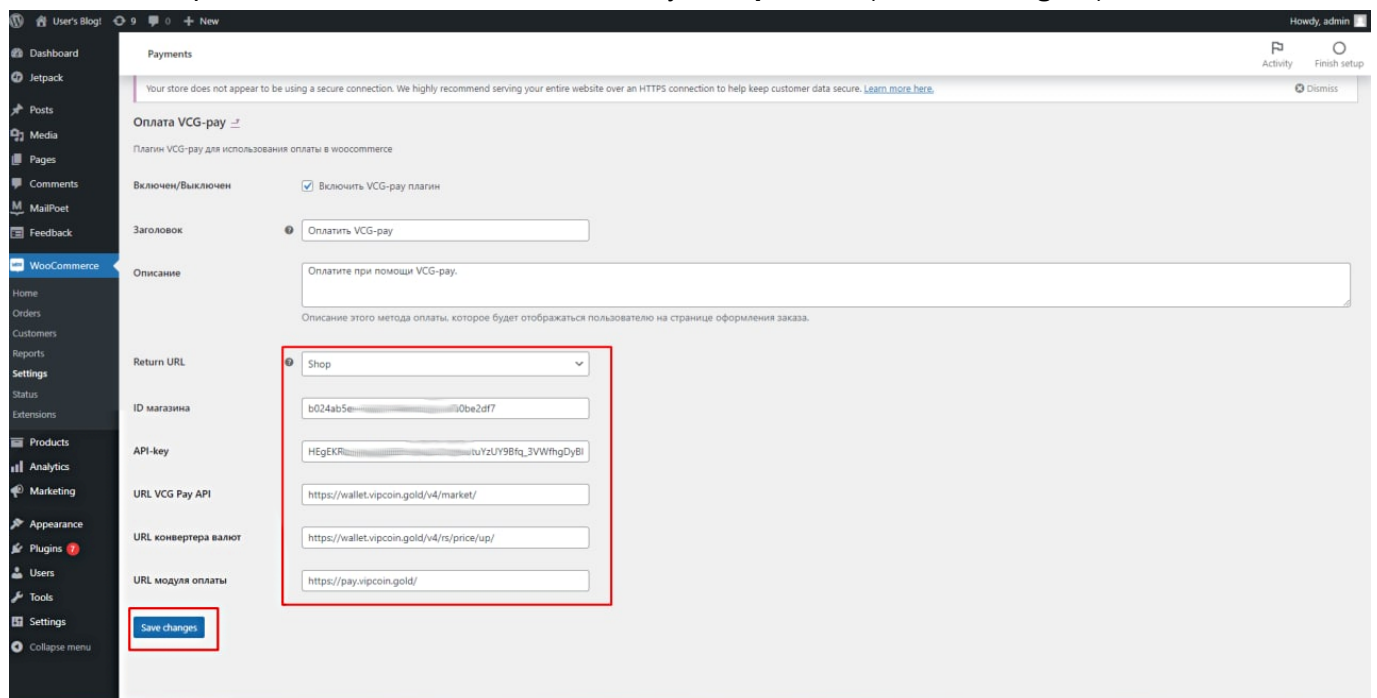 User's Blog! 9 0 + New Howdy, admin
Dashboard
Jetpack
Posts
Media
Pages
Comments
MailPoet
Feedback
WooCommerce
Home
Orders
Customers
Reports
Settings
Status
Extensions
Products
Analytics
Marketing
Appearance
Plugins 7
Users
Tools
Settings
Collapse menu
Payments
Activity Finish setup
Your store does not appear to be using a secure connection. We highly recommend serving your entire website over an HTTPS connection to help keep customer data secure. Learn more here. Dismiss
Оплата VCG-pay
Плагин VCG-pay для использования оплаты в woocommerce
Включен/Выключен Включить VCG-pay плагин
Заголовок Оплатить VCG-pay
Описание Оплатите при помощи VCG-pay.
Описание этого метода оплаты, которое будет отображаться пользователю на странице оформления заказа.
Return URL Shop
ID магазина b024ab5e 0be2df7
API-key HEgEKR tuYzUY9Bfq_3VWfhgDyBl
URL VCG Pay API https://wallet.vipcoin.gold/v4/market/
URL конвертера валют https://wallet.vipcoin.gold/v4/rs/price/up/
URL модуля оплаты https://pay.vipcoin.gold/
Save changes